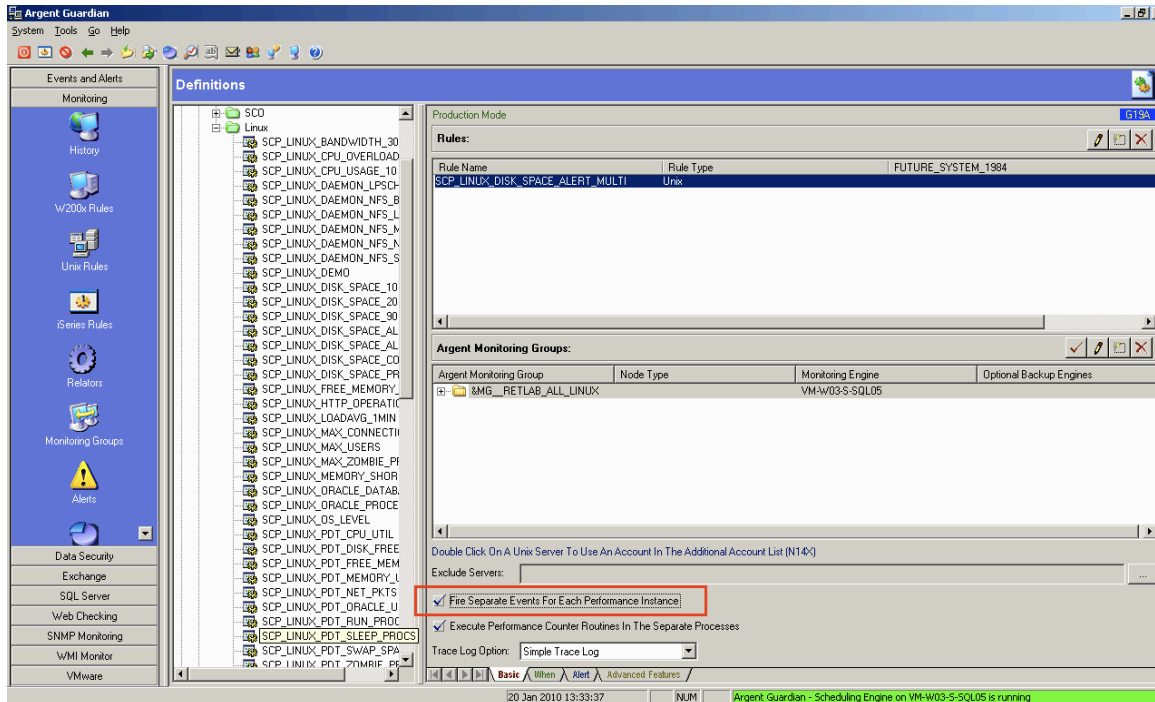 Argent Guardian
System Tools Go Help
Events and Alerts
Monitoring
History
W200x Rules
Unix Rules
iSeries Rules
Relators
Monitoring Groups
Alerts
Data Security
Exchange
SQL Server
Web Checking
SNMP Monitoring
WMI Monitor
VMware
Definitions
SCO
Linux
SCP_LINUX_BANDWIDTH_30
SCP_LINUX_CPU_OVERLOAD
SCP_LINUX_CPU_USAGE_10
SCP_LINUX_DAEMON_LPSCH
SCP_LINUX_DAEMON_NFS_B
SCP_LINUX_DAEMON_NFS_L
SCP_LINUX_DAEMON_NFS_M
SCP_LINUX_DAEMON_NFS_N
SCP_LINUX_DAEMON_NFS_S
SCP_LINUX_DEMO
SCP_LINUX_DISK_SPACE_10
SCP_LINUX_DISK_SPACE_20
SCP_LINUX_DISK_SPACE_90
SCP_LINUX_DISK_SPACE_AL
SCP_LINUX_DISK_SPACE_AL
SCP_LINUX_DISK_SPACE_CO
SCP_LINUX_DISK_SPACE_PR
SCP_LINUX_FREE_MEMORY_
SCP_LINUX_HTTP_OPERATIO
SCP_LINUX_LOADAVG_1MIN
SCP_LINUX_MAX_CONNECTI
SCP_LINUX_MAX_USERS
SCP_LINUX_MAX_ZOMBIE_PR
SCP_LINUX_MEMORY_SHOR
SCP_LINUX_ORACLE_DATAB
SCP_LINUX_ORACLE_PROCE
SCP_LINUX_OS_LEVEL
SCP_LINUX_PDT_CPU_UTIL
SCP_LINUX_PDT_DISK_FREE
SCP_LINUX_PDT_FREE_MEM
SCP_LINUX_PDT_MEMORY_U
SCP_LINUX_PDT_NET_PKTS
SCP_LINUX_PDT_ORACLE_U
SCP_LINUX_PDT_RUN_PROC
SCP_LINUX_PDT_SLEEP_PROCS
SCP_LINUX_PDT_SWAP_SPA
SCP_LINUX_PDT_ZOMBIE_PR
Production Mode G19A
Rules:
Rule Name Rule Type FUTURE_SYSTEM_1984
SCP_LINUX_DISK_SPACE_ALERT_MULTI Unix
Argent Monitoring Groups:
Argent Monitoring Group Node Type Monitoring Engine Optional Backup Engines
&MG__RETLAB_ALL_LINUX VM-W03-S-SQL05
Double Click On A Unix Server To Use An Account In The Additional Account List (N14X)
Exclude Servers: ...
Fire Separate Events For Each Performance Instance
Execute Performance Counter Routines In The Separate Processes
Trace Log Option: Simple Trace Log
Basic When Alert Advanced Features
20 Jan 2010 13:33:37 NUM Argent Guardian - Scheduling Engine on VM-W03-S-SQL05 is running